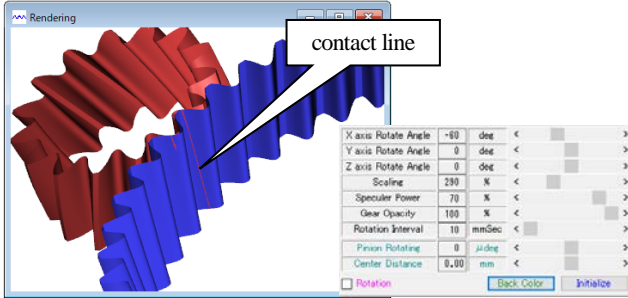 Rendering
contact line
X axis Rotate Angle -60 deg
Y axis Rotate Angle 0 deg
Z axis Rotate Angle 0 deg
Scaling 290 %
Speculer Power 70 %
Gear Opacity 100 %
Rotation Interval 10 mmSec
Pinion Rotating 0 μdeg
Center Distance 0.00 mm
Rotation Back Color Initialize